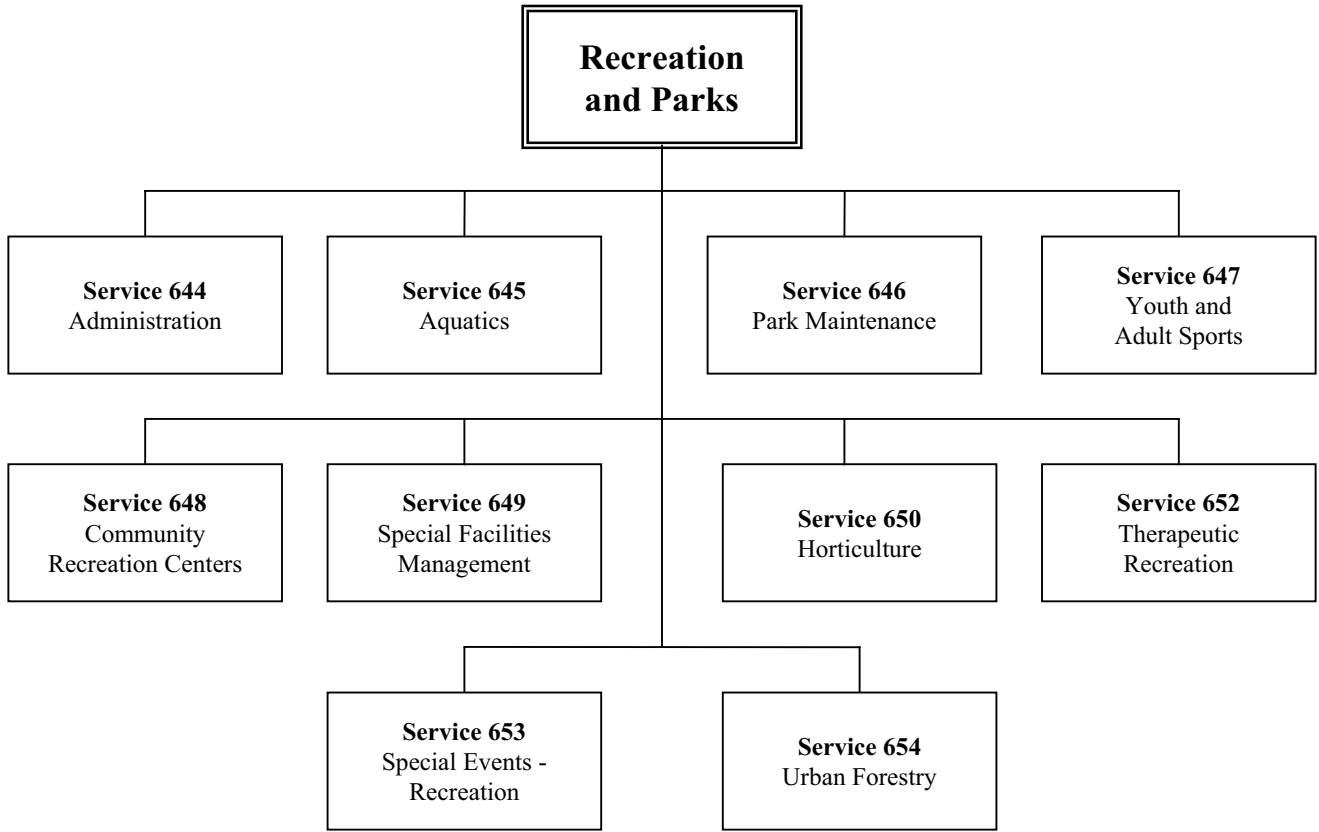 Recreation
and Parks
Service 644
Administration
Service 645
Aquatics
Service 646
Park Maintenance
Service 647
Youth and
Adult Sports
Service 648
Community
Recreation Centers
Service 649
Special Facilities
Management
Service 650
Horticulture
Service 652
Therapeutic
Recreation
Service 653
Special Events -
Recreation
Service 654
Urban Forestry